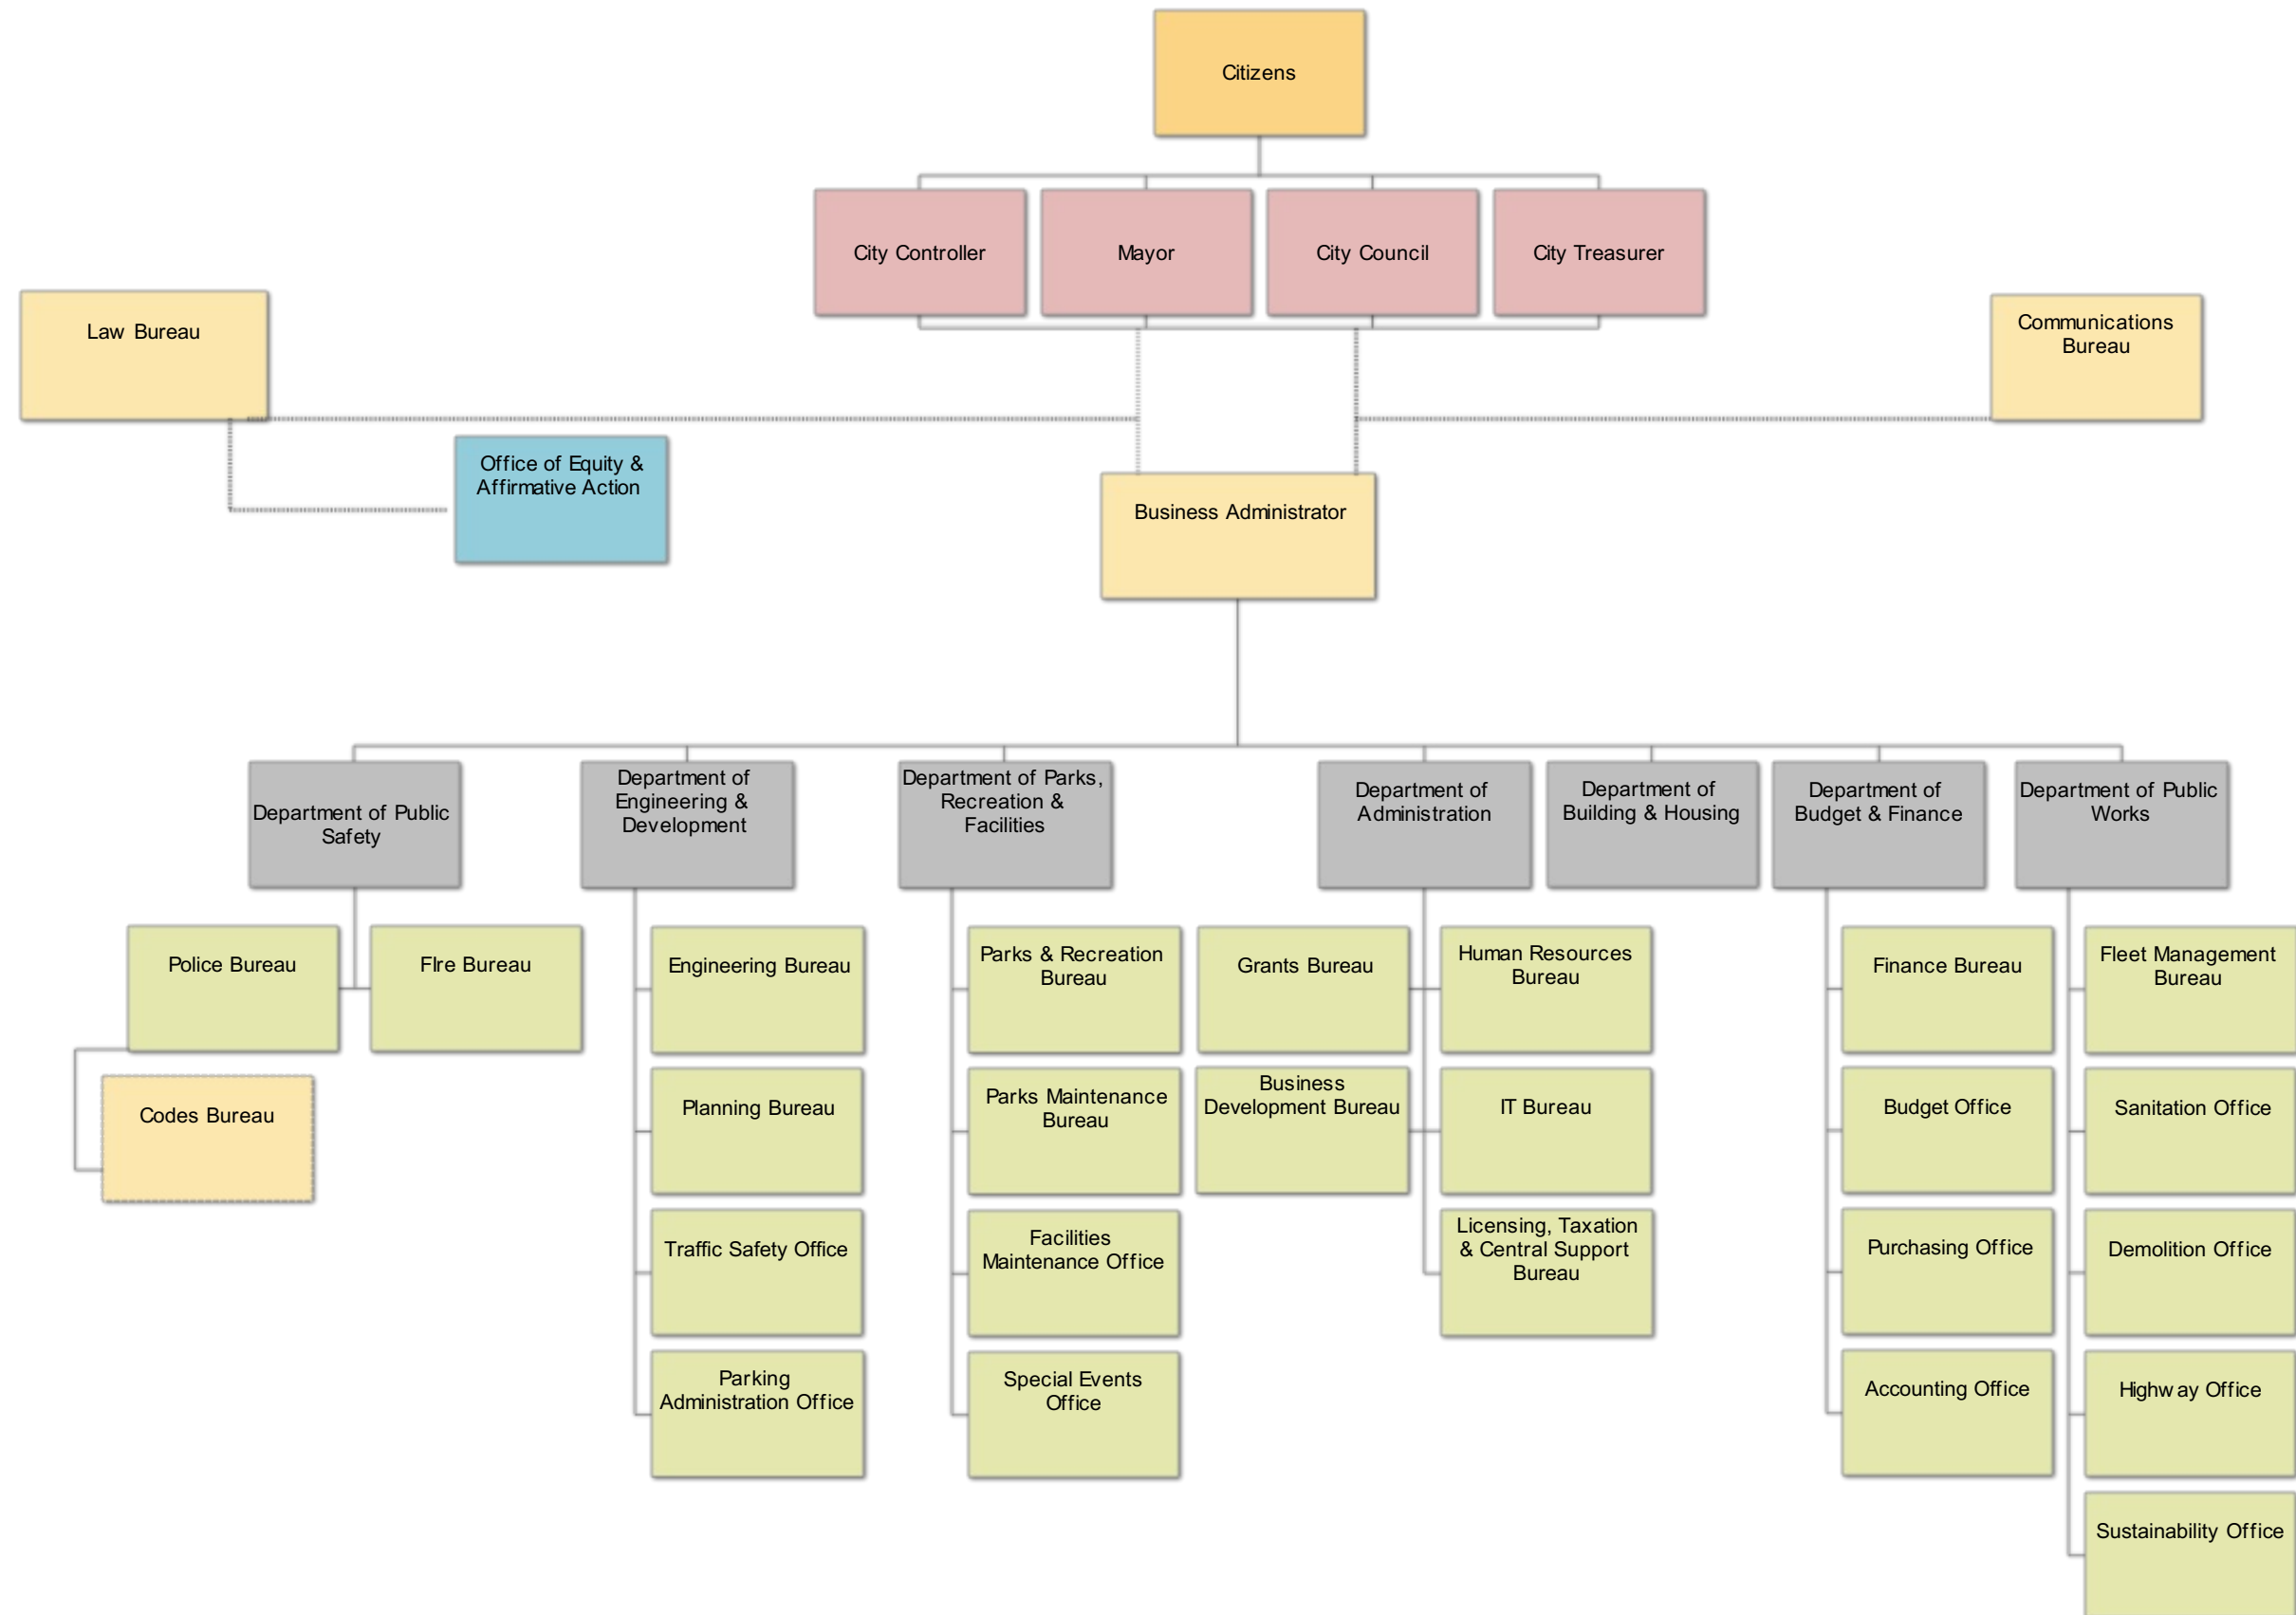 Citizens
City Controller
Mayor
City Council
City Treasurer
Law Bureau
Communications
Bureau
Office of Equity &
Affirmative Action
Business Administrator
Department of Public
Safety
Department of
Engineering &
Development
Department of Parks,
Recreation &
Facilities
Department of
Administration
Department of
Building & Housing
Department of
Budget & Finance
Department of Public
Works
Police Bureau
FIre Bureau
Engineering Bureau
Parks & Recreation
Bureau
Grants Bureau
Human Resources
Bureau
Finance Bureau
Fleet Management
Bureau
Codes Bureau
Planning Bureau
Parks Maintenance
Bureau
Business
Development Bureau
IT Bureau
Budget Office
Sanitation Office
Traffic Safety Office
Facilities
Maintenance Office
Licensing, Taxation
& Central Support
Bureau
Purchasing Office
Demolition Office
Parking
Administration Office
Special Events
Office
Accounting Office
Highway Office
Sustainability Office